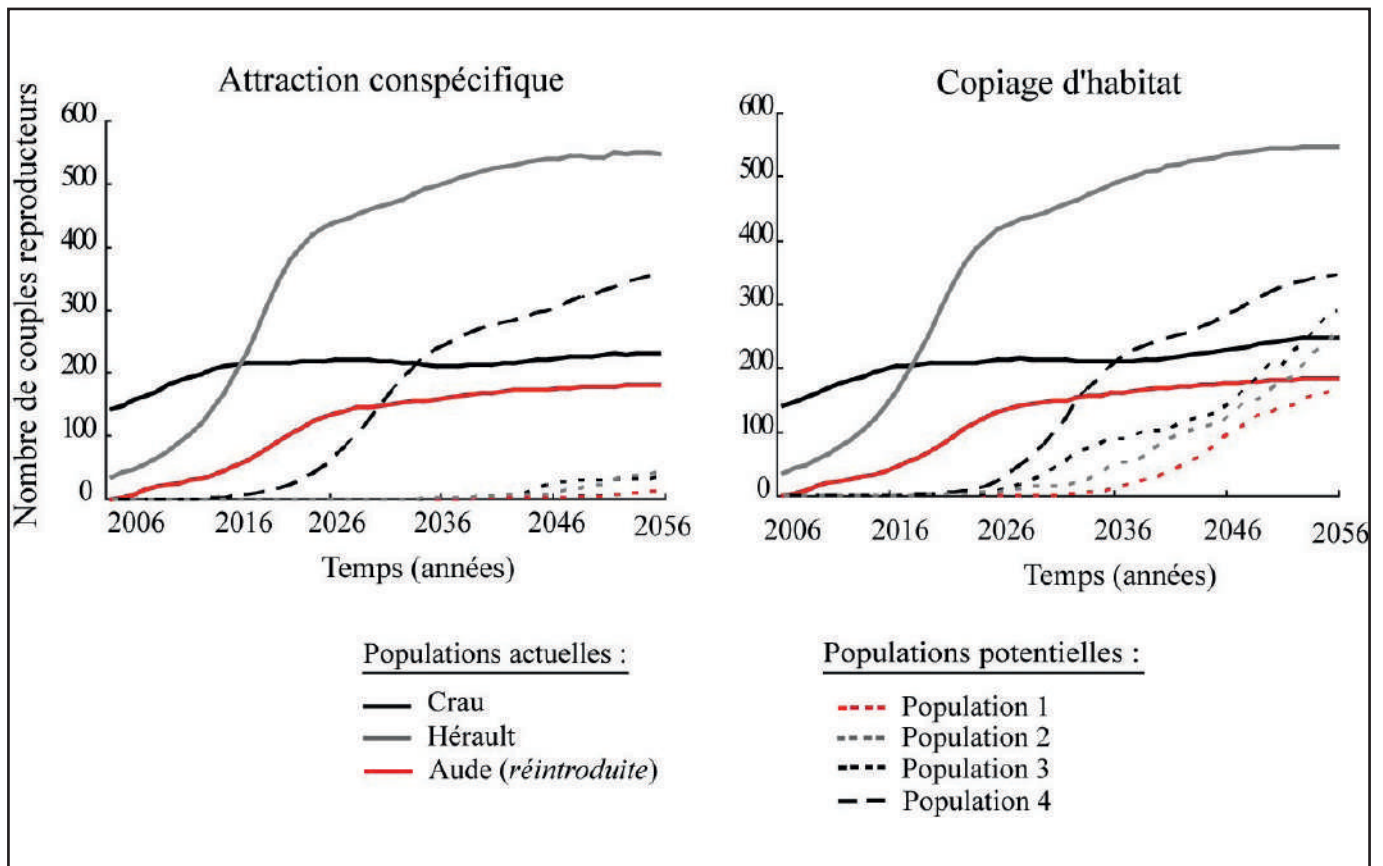 Attraction conspécifique
Nombre de couples reproducteurs
600
500
400
300
200
100
0
2006 2016 2026 2036 2046 2056
Temps (années)
Copiage d'habitat
600
500
400
300
200
100
0
2006 2016 2026 2036 2046 2056
Temps (années)
Populations actuelles :
Crau
Hérault
Aude (réintroduite)
Populations potentielles :
Population 1
Population 2
Population 3
Population 4